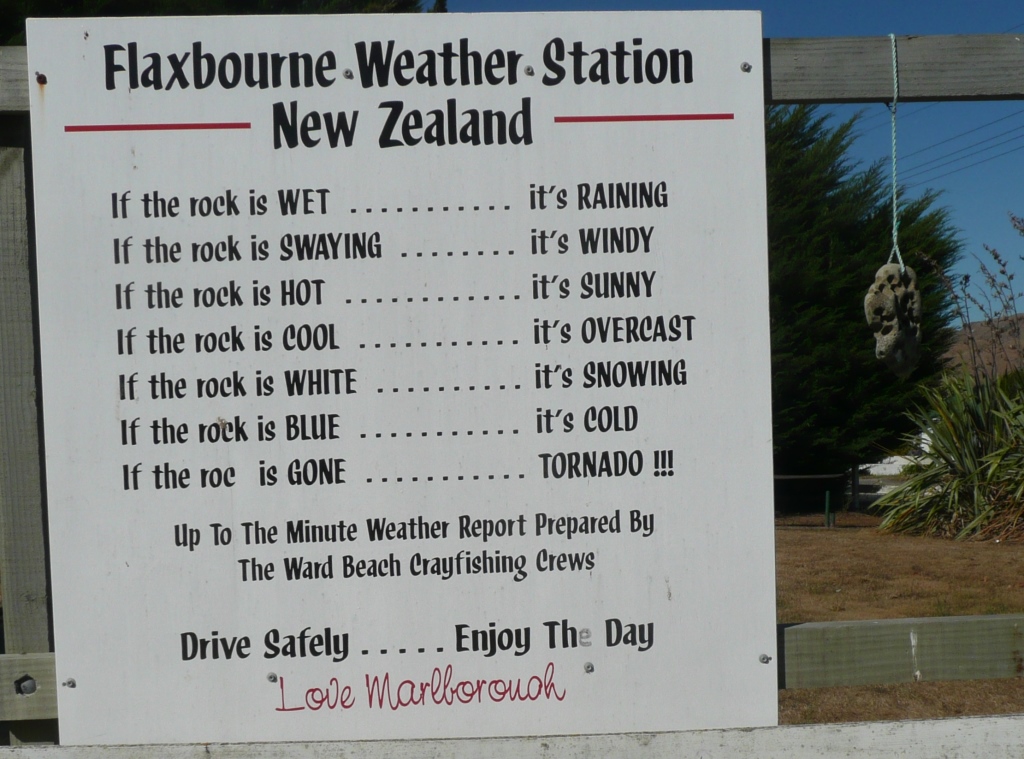 Flaxbourne Weather Station
New Zealand
If the rock is WET ........... it's RAINING
If the rock is SWAYING ........ it's WINDY
If the rock is HOT ............ it's SUNNY
If the rock is COOL ........... it's OVERCAST
If the rock is WHITE .......... it's SNOWING
If the rock is BLUE ........... it's COLD
If the roc is GONE ........... TORNADO !!!
Up To The Minute Weather Report Prepared By
The Ward Beach Crayfishing Crews
Drive Safely ..... Enjoy The Day
Love Marlborough